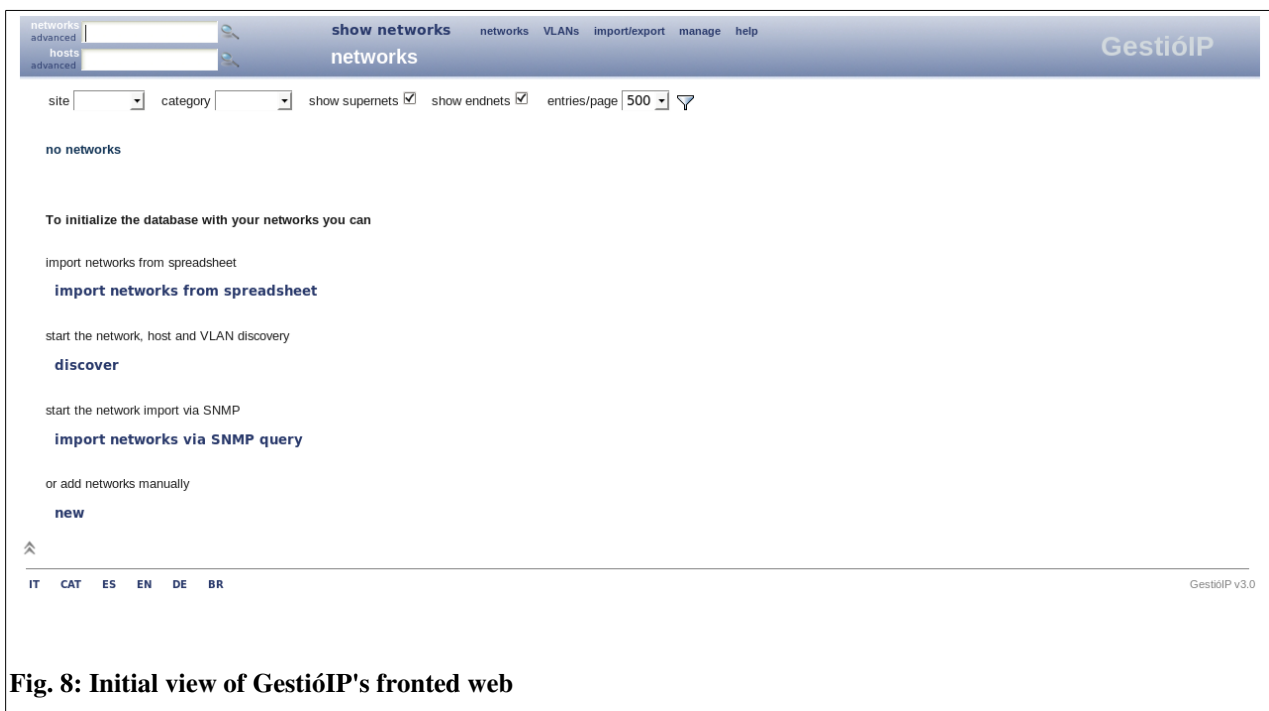 networks
advanced
hosts
advanced
show networks networks VLANs import/export manage help
networks
GestióIP
site category show supernets show endnets entries/page 500
no networks
To initialize the database with your networks you can
import networks from spreadsheet
import networks from spreadsheet
start the network, host and VLAN discovery
discover
start the network import via SNMP
import networks via SNMP query
or add networks manually
new
IT CAT ES EN DE BR
GestióIP v3.0
Fig. 8: Initial view of GestióIP's fronted web